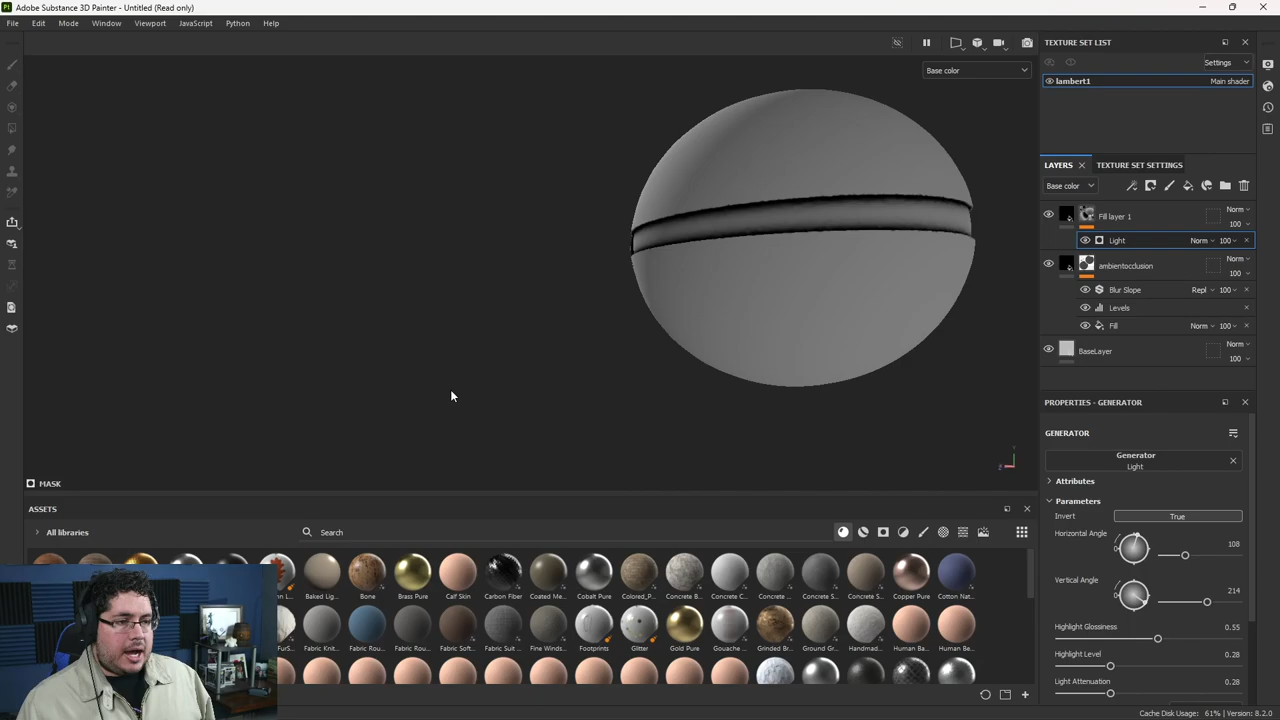 Adobe Substance 3D Painter - Untitled (Read only)
File Edit Mode Window Viewport JavaScript Python Help
Base color
MASK
ASSETS
All libraries
Search
Baked Lig... Bone Brass Pure Calf Skin Carbon Fiber Coated Me... Cobalt Pure Colored_P... Concrete ... Concrete C... Concrete ... Concrete S... Concrete ... Copper Pure Cotton Nat...
Fabric Knit... Fabric Rou... Fabric Rou... Fabric Soft... Fabric Suit ... Fine Winds... Footprints Glitter Gold Pure Gouache ... Grinded Br... Ground Gr... Handmad... Human Ba... Human Be...
TEXTURE SET LIST
Settings
lambert1 Main shader
LAYERS TEXTURE SET SETTINGS
Base color
Fill layer 1 Norm
100
Light Norm 100
ambientocclusion Norm
100
Blur Slope Repl 100
Levels
Fill Norm 100
BaseLayer Norm
100
PROPERTIES - GENERATOR
GENERATOR
Generator
Light
Attributes
Parameters
Invert True
Horizontal Angle
108
Vertical Angle
214
Highlight Glossiness 0.55
Highlight Level 0.28
Light Attenuation 0.28
Cache Disk Usage: 61% | Version: 8.2.0